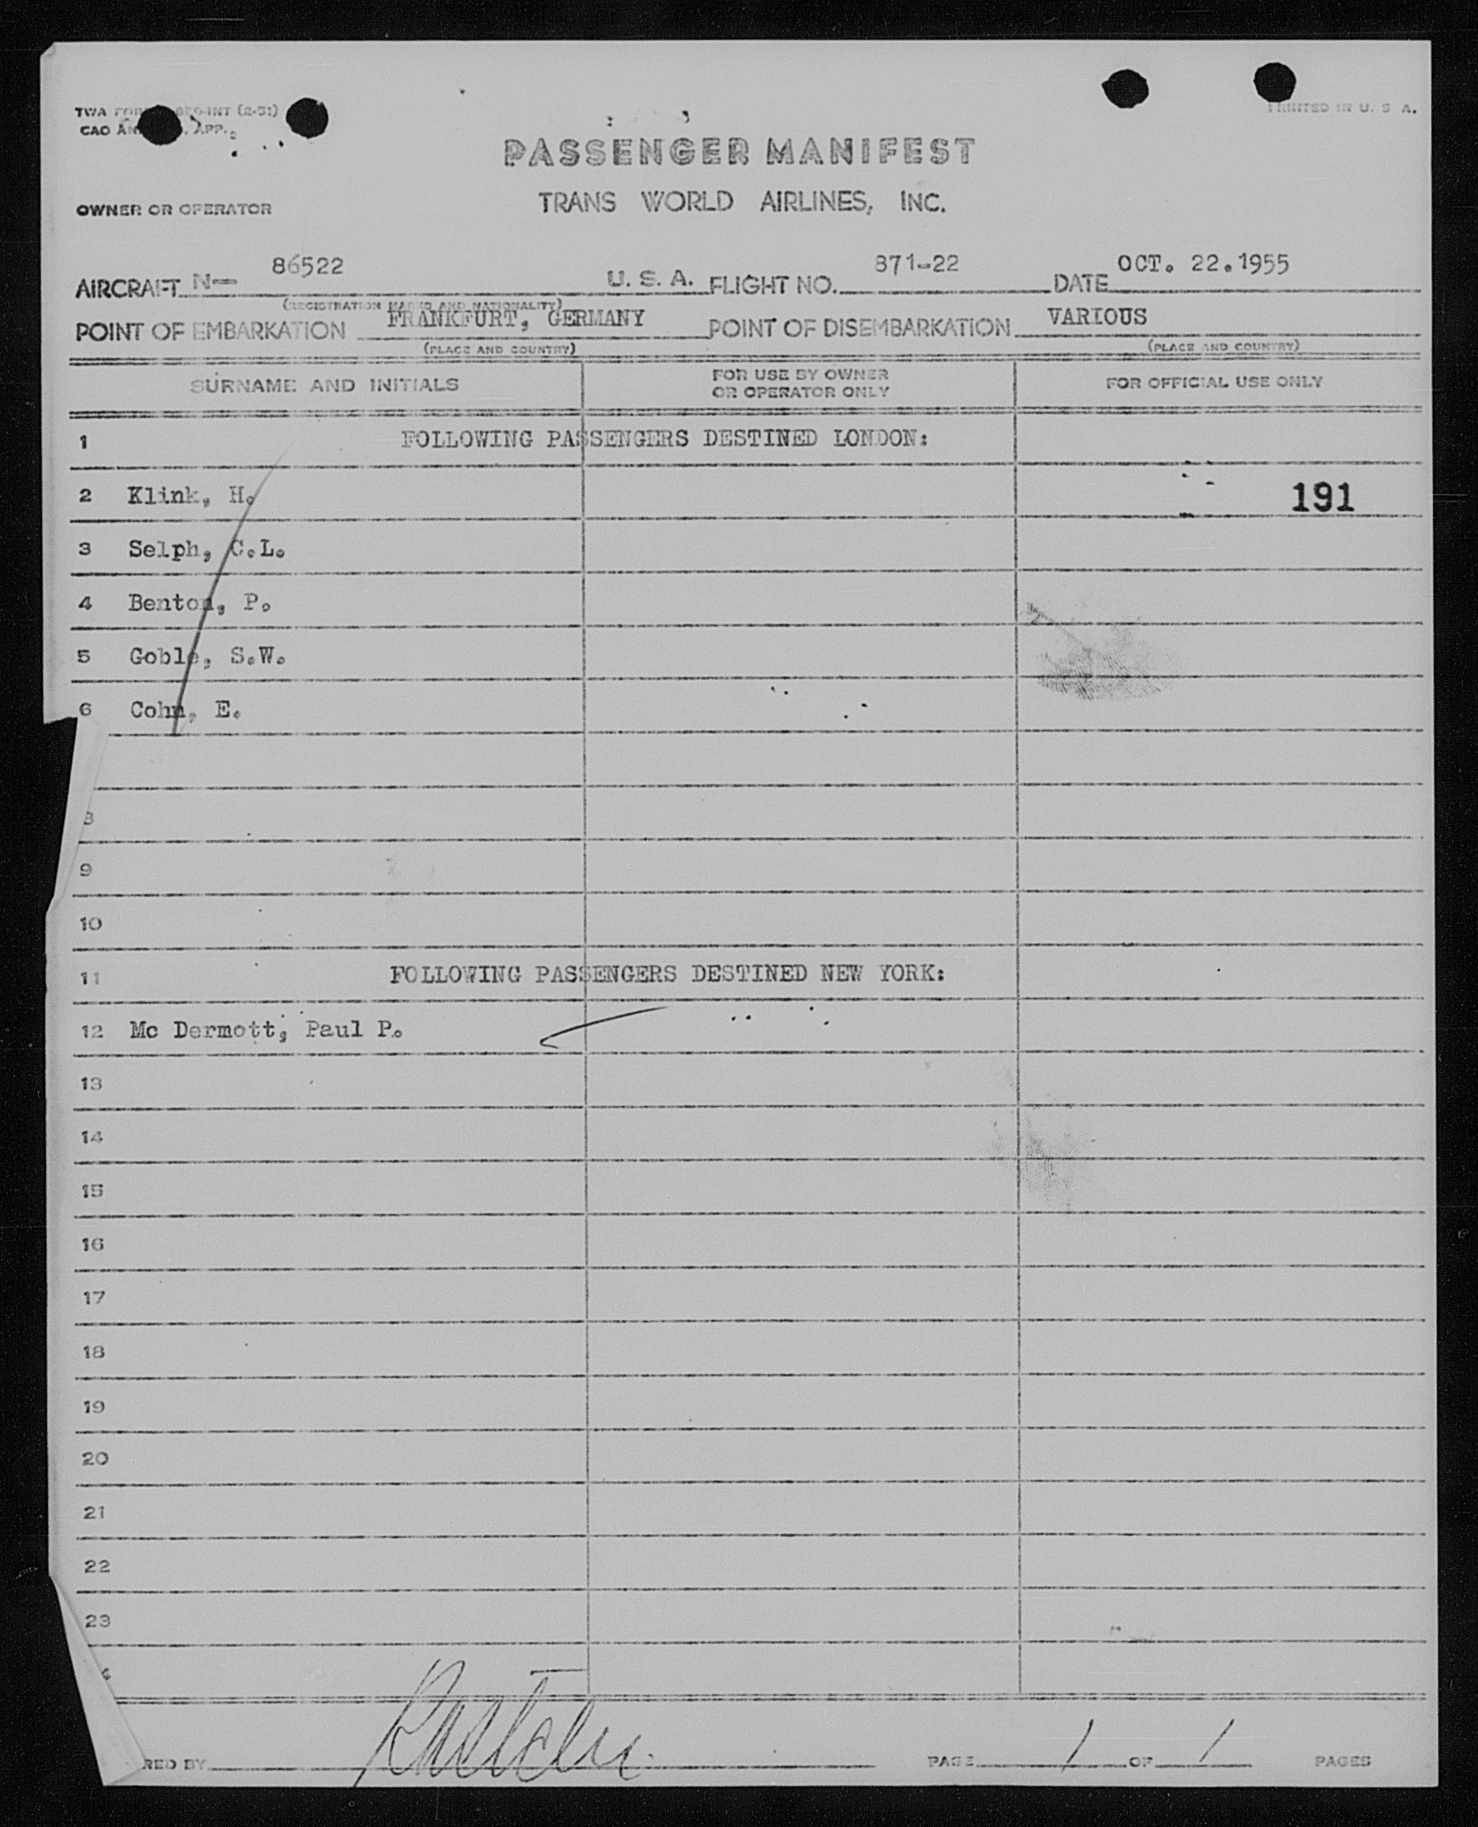 TWA FORM
CAO APP.
PRINTED IN U. S. A.
PASSENGER MANIFEST
OWNER OR OPERATOR TRANS WORLD AIRLINES, INC.
AIRCRAFT N— 86522 U. S. A. FLIGHT NO. 871-22 DATE OCT. 22.1955
(REGISTRATION MARKS AND NATIONALITY)
POINT OF EMBARKATION FRANKFURT, GERMANY POINT OF DISEMBARKATION VARIOUS
(PLACE AND COUNTRY) (PLACE AND COUNTRY)
SURNAME AND INITIALS FOR USE BY OWNER OR OPERATOR ONLY FOR OFFICIAL USE ONLY
1 FOLLOWING PASSENGERS DESTINED LONDON:
2 Klink, H. 191
3 Selph, C.L.
4 Benton, P.
5 Goble, S.W.
6 Cohn, E.
8
9
10
11 FOLLOWING PASSENGERS DESTINED NEW YORK:
12 Mc Dermott, Paul P.
13
14
15
16
17
18
19
20
21
22
23
RED BY PAGE 1 OF 1 PAGES